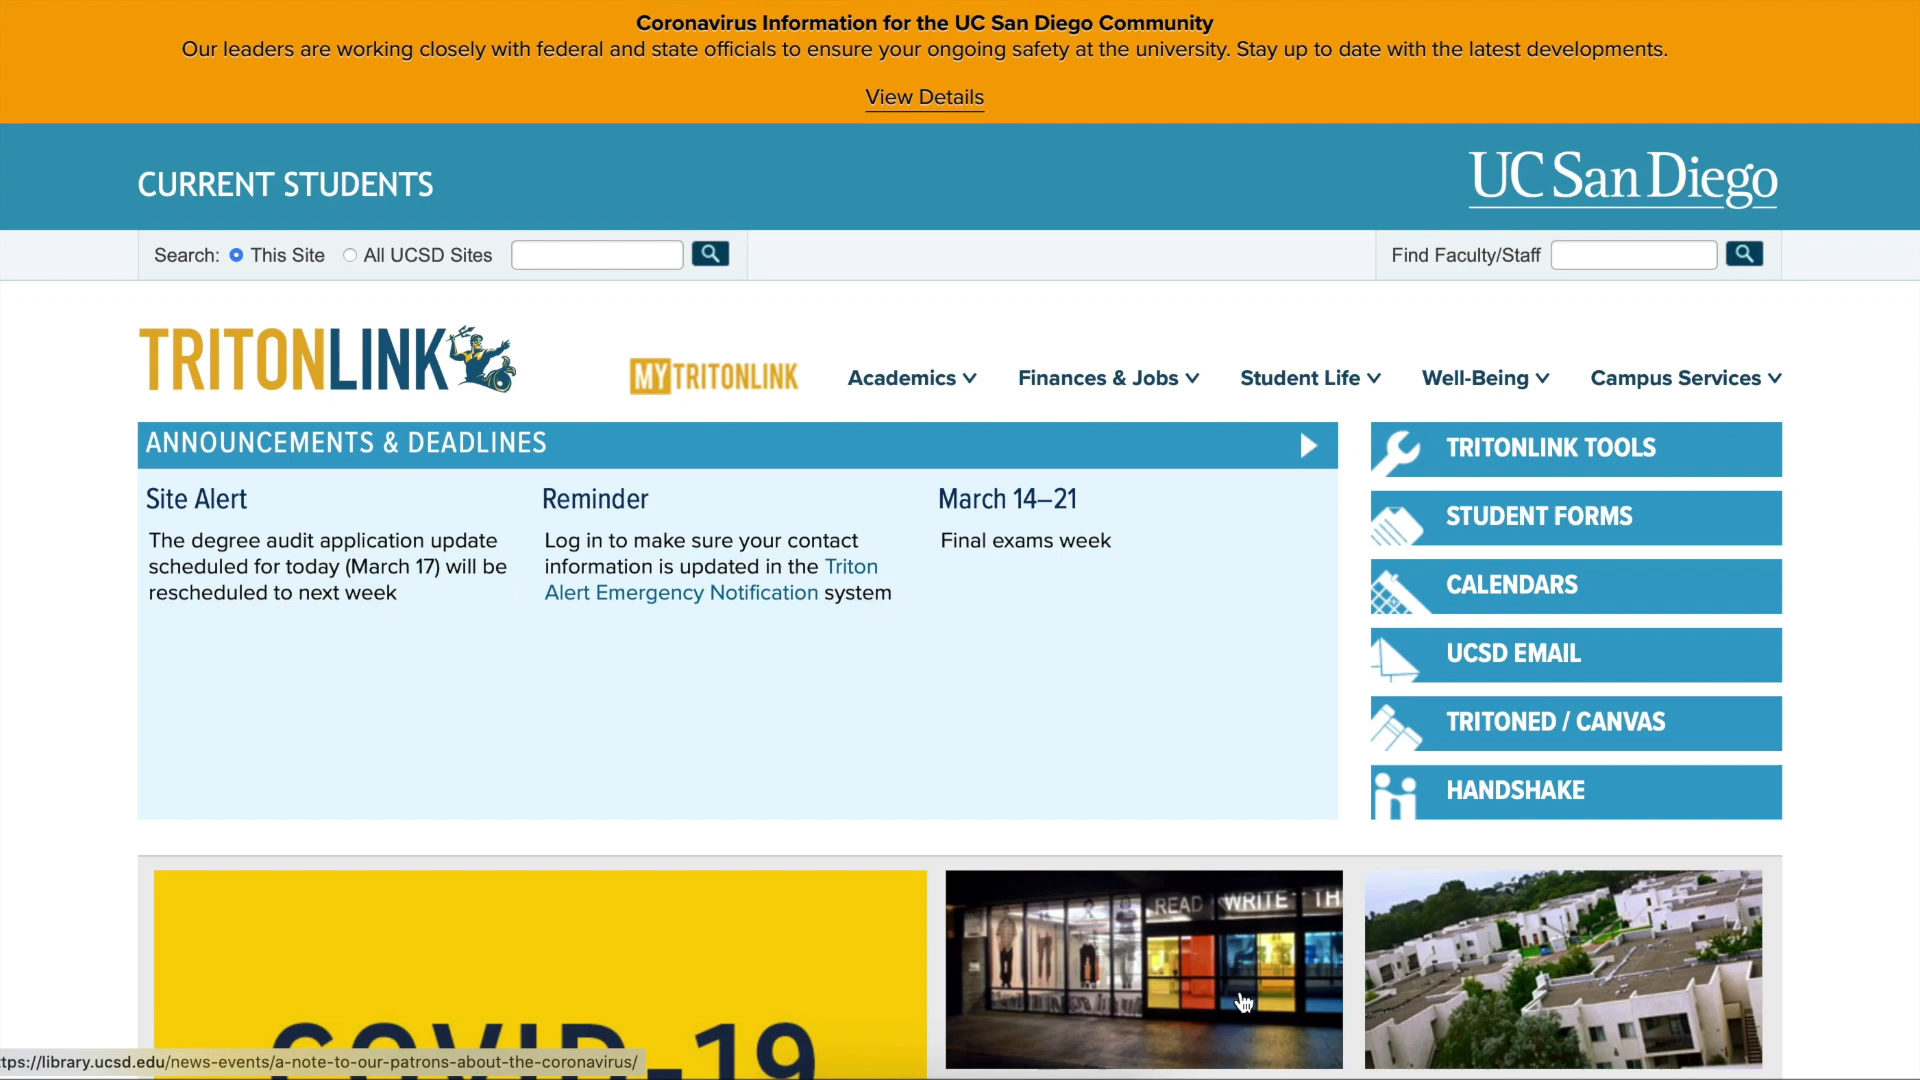 Coronavirus Information for the UC San Diego Community
Our leaders are working closely with federal and state officials to ensure your ongoing safety at the university. Stay up to date with the latest developments.
View Details
CURRENT STUDENTS
UC San Diego
Search: This Site All UCSD Sites
Find Faculty/Staff
TRITONLINK
MYTRITONLINK
Academics
Finances & Jobs
Student Life
Well-Being
Campus Services
ANNOUNCEMENTS & DEADLINES
Site Alert
The degree audit application update
scheduled for today (March 17) will be
rescheduled to next week
Reminder
Log in to make sure your contact
information is updated in the Triton
Alert Emergency Notification system
March 14–21
Final exams week
TRITONLINK TOOLS
STUDENT FORMS
CALENDARS
UCSD EMAIL
TRITONED / CANVAS
HANDSHAKE
COVID-19
READ WRITE TH
ttps://library.ucsd.edu/news-events/a-note-to-our-patrons-about-the-coronavirus/